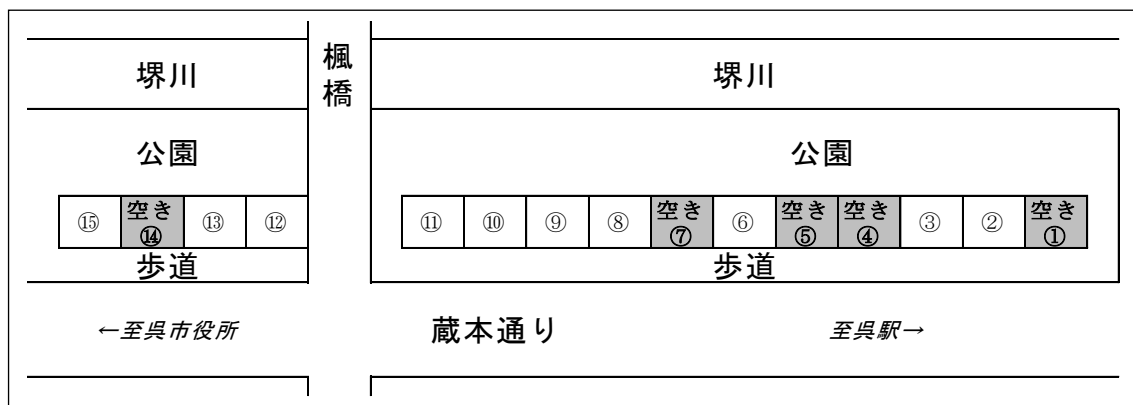 楓橋
堺川
堺川
公園
公園
⑮ 空き⑭ ⑬ ⑫
⑪ ⑩ ⑨ ⑧ 空き⑦ ⑥ 空き⑤ 空き④ ③ ② 空き①
歩道
歩道
←至呉市役所
蔵本通り
至呉駅→